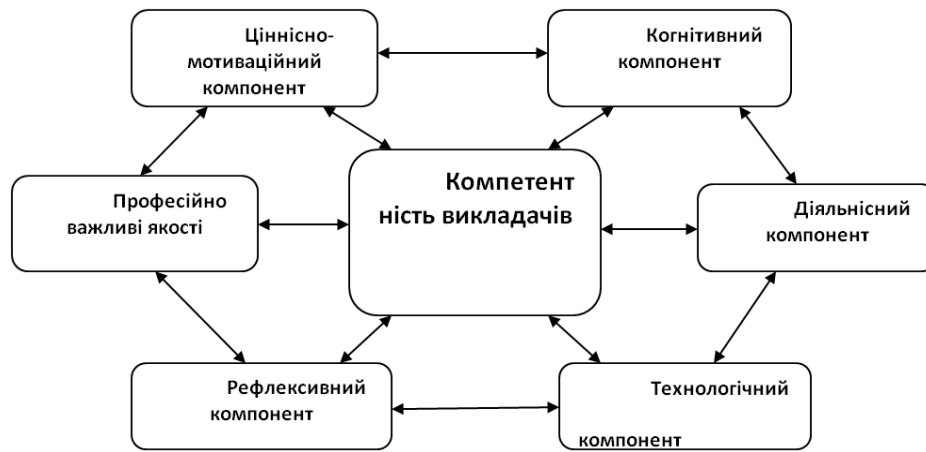 Ціннісно-
мотиваційний
компонент
Когнітивний
компонент
Компетент
ність викладачів
Професійно
важливі якості
Діяльнісний
компонент
Рефлексивний
компонент
Технологічний
компонент